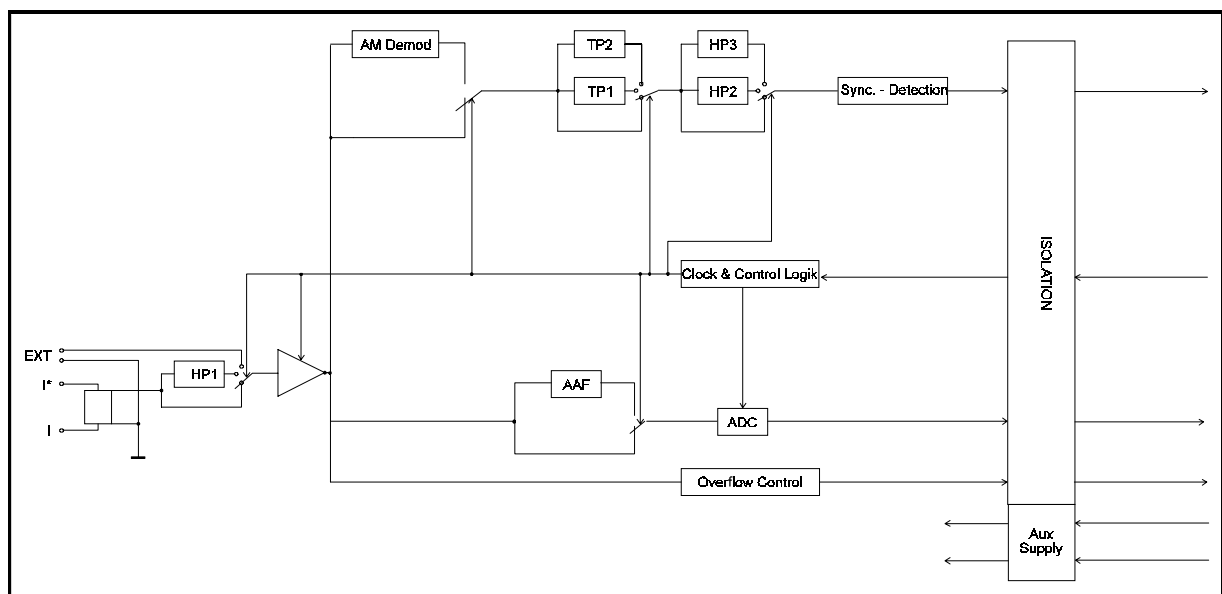 AM Demod
TP2
HP3
TP1
HP2
Sync. - Detection
ISOLATION
Clock & Control Logik
EXT
HP1
I*
AAF
I
ADC
Overflow Control
Aux
Supply